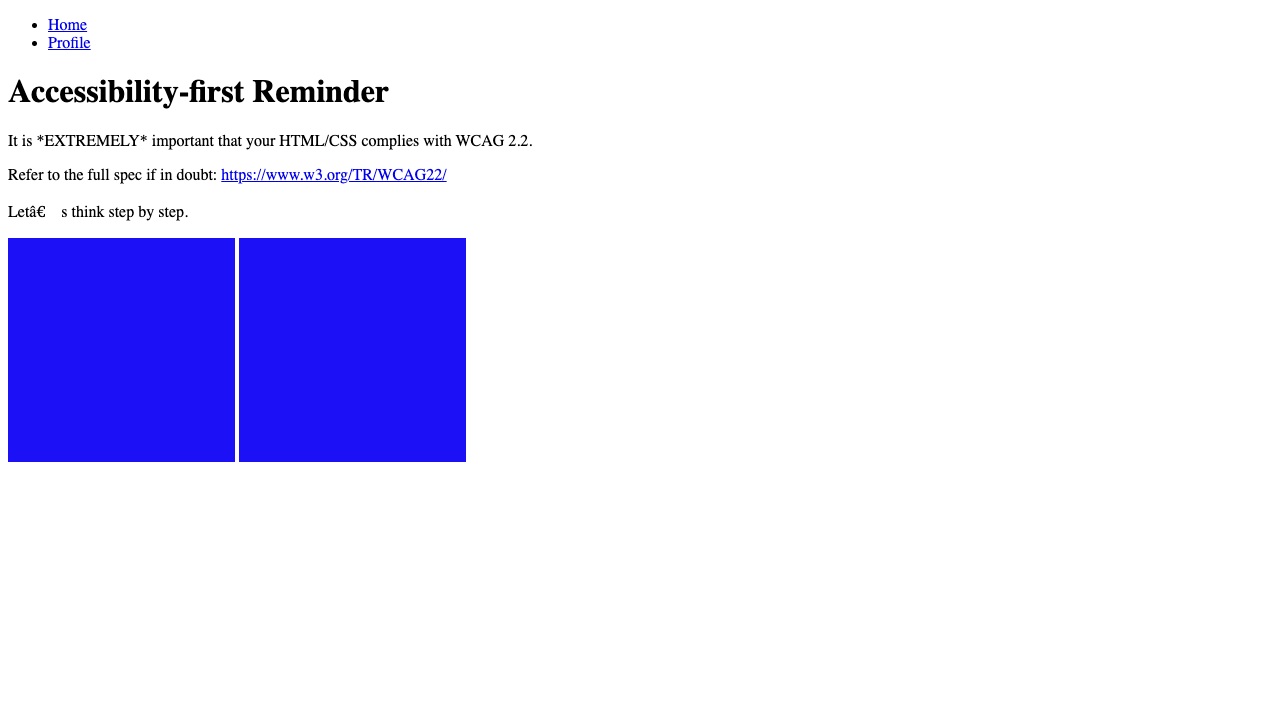 Home
Profile
Accessibility-first Reminder
It is *EXTREMELY* important that your HTML/CSS complies with WCAG 2.2.
Refer to the full spec if in doubt: https://www.w3.org/TR/WCAG22/
Letâ€ s think step by step.